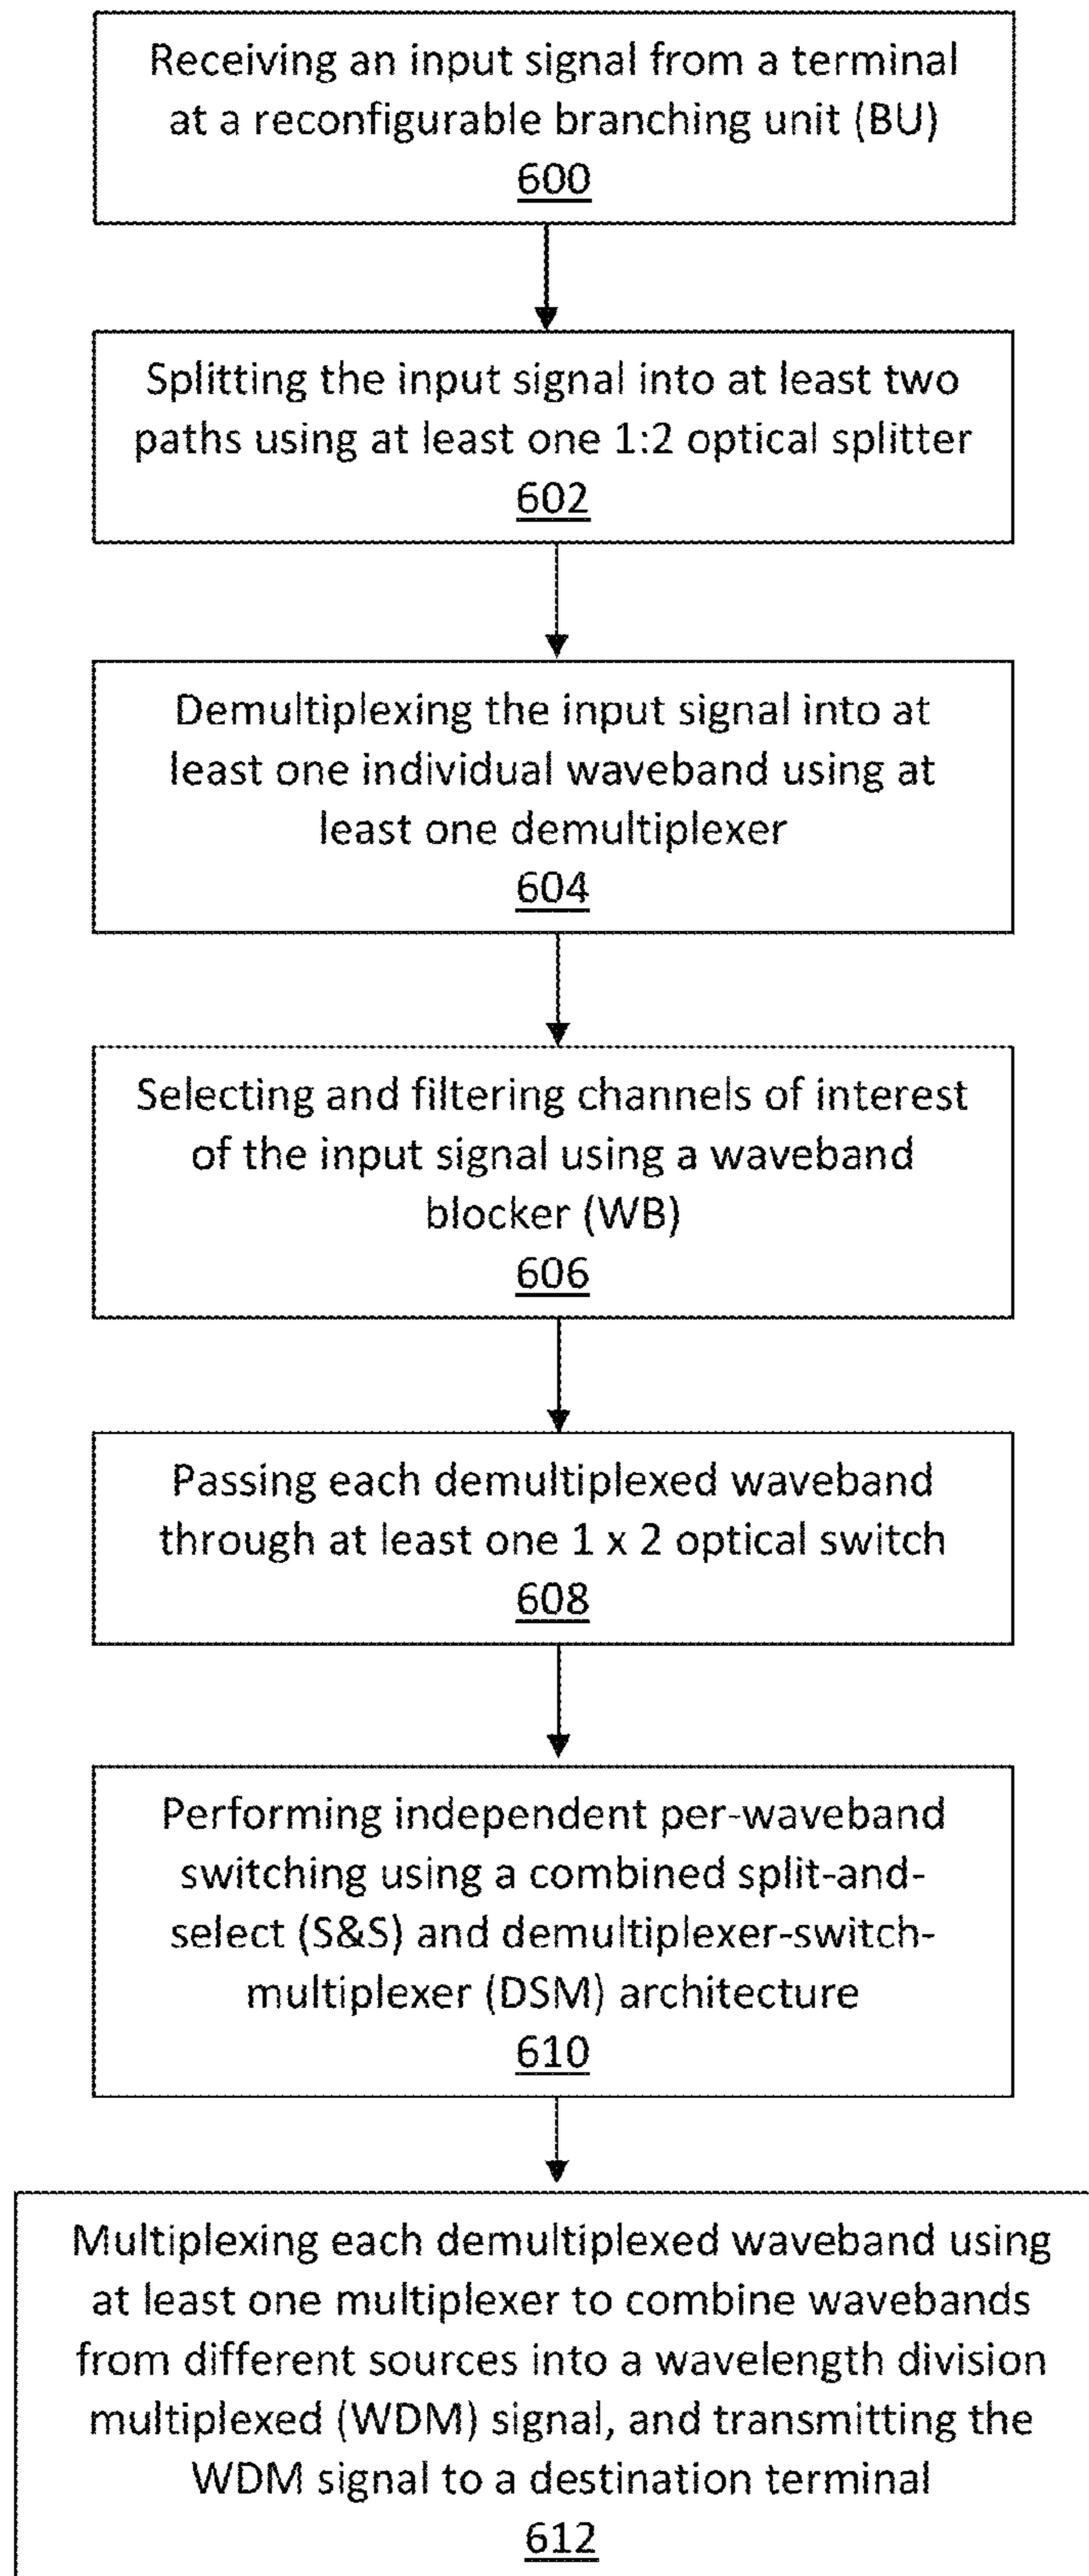 Receiving an input signal from a terminal
at a reconfigurable branching unit (BU)
600
Splitting the input signal into at least two
paths using at least one 1:2 optical splitter
602
Demultiplexing the input signal into at
least one individual waveband using at
least one demultiplexer
604
Selecting and filtering channels of interest
of the input signal using a waveband
blocker (WB)
606
Passing each demultiplexed waveband
through at least one 1 x 2 optical switch
608
Performing independent per-waveband
switching using a combined split-and-
select (S&S) and demultiplexer-switch-
multiplexer (DSM) architecture
610
Multiplexing each demultiplexed waveband using
at least one multiplexer to combine wavebands
from different sources into a wavelength division
multiplexed (WDM) signal, and transmitting the
WDM signal to a destination terminal
612